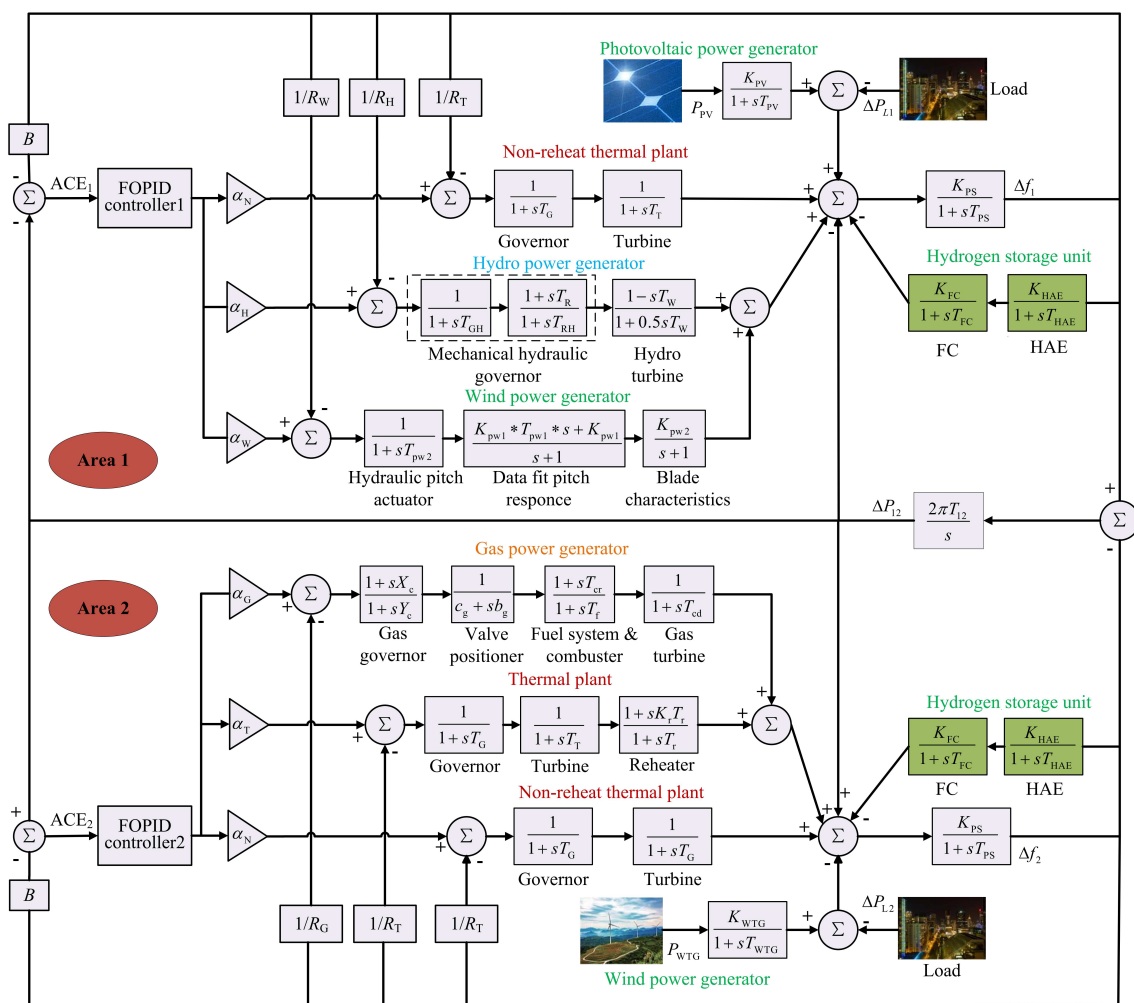 Photovoltaic power generator
K_PV
1 + sT_PV
P_PV
+
-
Σ
-
ΔP_L1
Load
1/R_W
1/R_H
1/R_T
B
-
Σ
-
ACE₁
FOPID
controller1
α_N
+
-
Σ
Non-reheat thermal plant
1
1 + sT_G
Governor
1
1 + sT_T
Turbine
+
+
Σ
-
-
+
K_PS
1 + sT_PS
Δf₁
Hydrogen storage unit
K_FC
1 + sT_FC
FC
K_HAE
1 + sT_HAE
HAE
α_H
+
-
Σ
Hydro power generator
1
1 + sT_GH
1 + sT_R
1 + sT_RH
Mechanical hydraulic
governor
1 - sT_W
1 + 0.5sT_W
Hydro
turbine
+
+
Σ
Wind power generator
α_W
+
-
Σ
1
1 + sT_pw2
Hydraulic pitch
actuator
K_pw1 * T_pw1 * s + K_pw1
s + 1
Data fit pitch
responce
K_pw2
s + 1
Blade
characteristics
Area 1
ΔP_12
2πT_12
s
+
Σ
-
Area 2
Gas power generator
α_G
+
-
Σ
1 + sX_c
1 + sY_c
Gas
governor
1
c_g + sb_g
Valve
positioner
1 + sT_cr
1 + sT_f
Fuel system &
combuster
1
1 + sT_cd
Gas
turbine
Thermal plant
α_T
+
-
Σ
1
1 + sT_G
Governor
1
1 + sT_T
Turbine
1 + sK_rT_r
1 + sT_r
Reheater
+
+
Σ
Hydrogen storage unit
K_FC
1 + sT_FC
FC
K_HAE
1 + sT_HAE
HAE
+
Σ
-
ACE₂
FOPID
controller2
α_N
+
-
Σ
Non-reheat thermal plant
1
1 + sT_G
Governor
1
1 + sT_G
Turbine
+
+
+
-
-
Σ
K_PS
1 + sT_PS
Δf₂
B
1/R_G
1/R_T
1/R_T
P_WTG
K_WTG
1 + sT_WTG
+
Σ
-
ΔP_L2
Load
Wind power generator